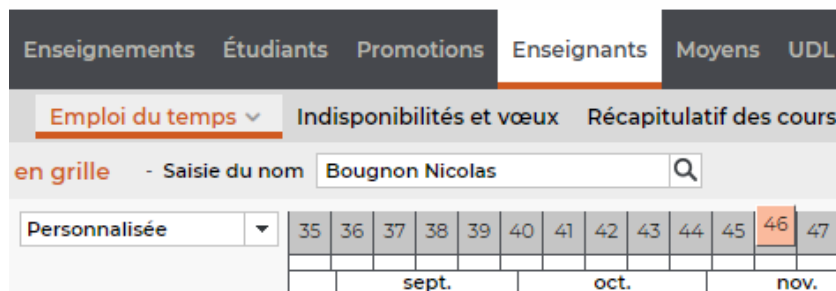 Enseignements Étudiants Promotions Enseignants Moyens UDL
Emploi du temps Indisponibilités et vœux Récapitulatif des cours
en grille - Saisie du nom Bougnon Nicolas
Personnalisée 35 36 37 38 39 40 41 42 43 44 45 46 47
sept. oct. nov.